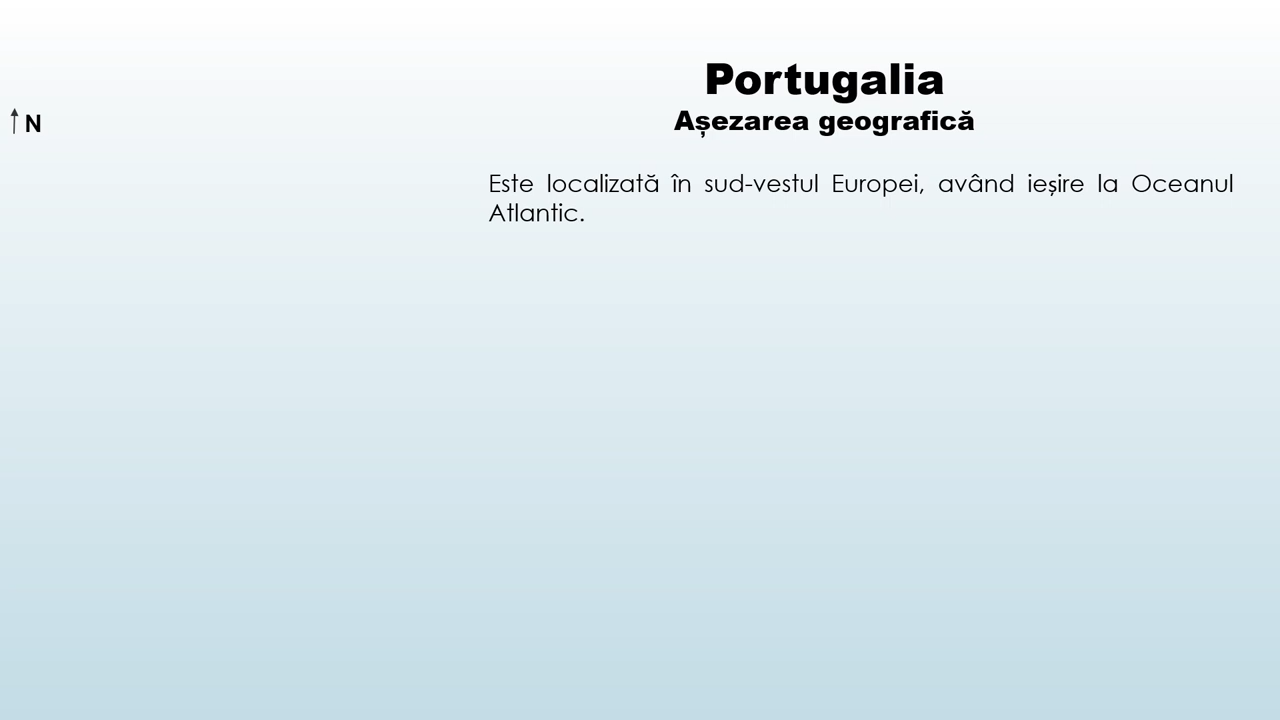 Portugalia
Așezarea geografică
N
Este localizată în sud-vestul Europei, având ieșire la Oceanul
Atlantic.